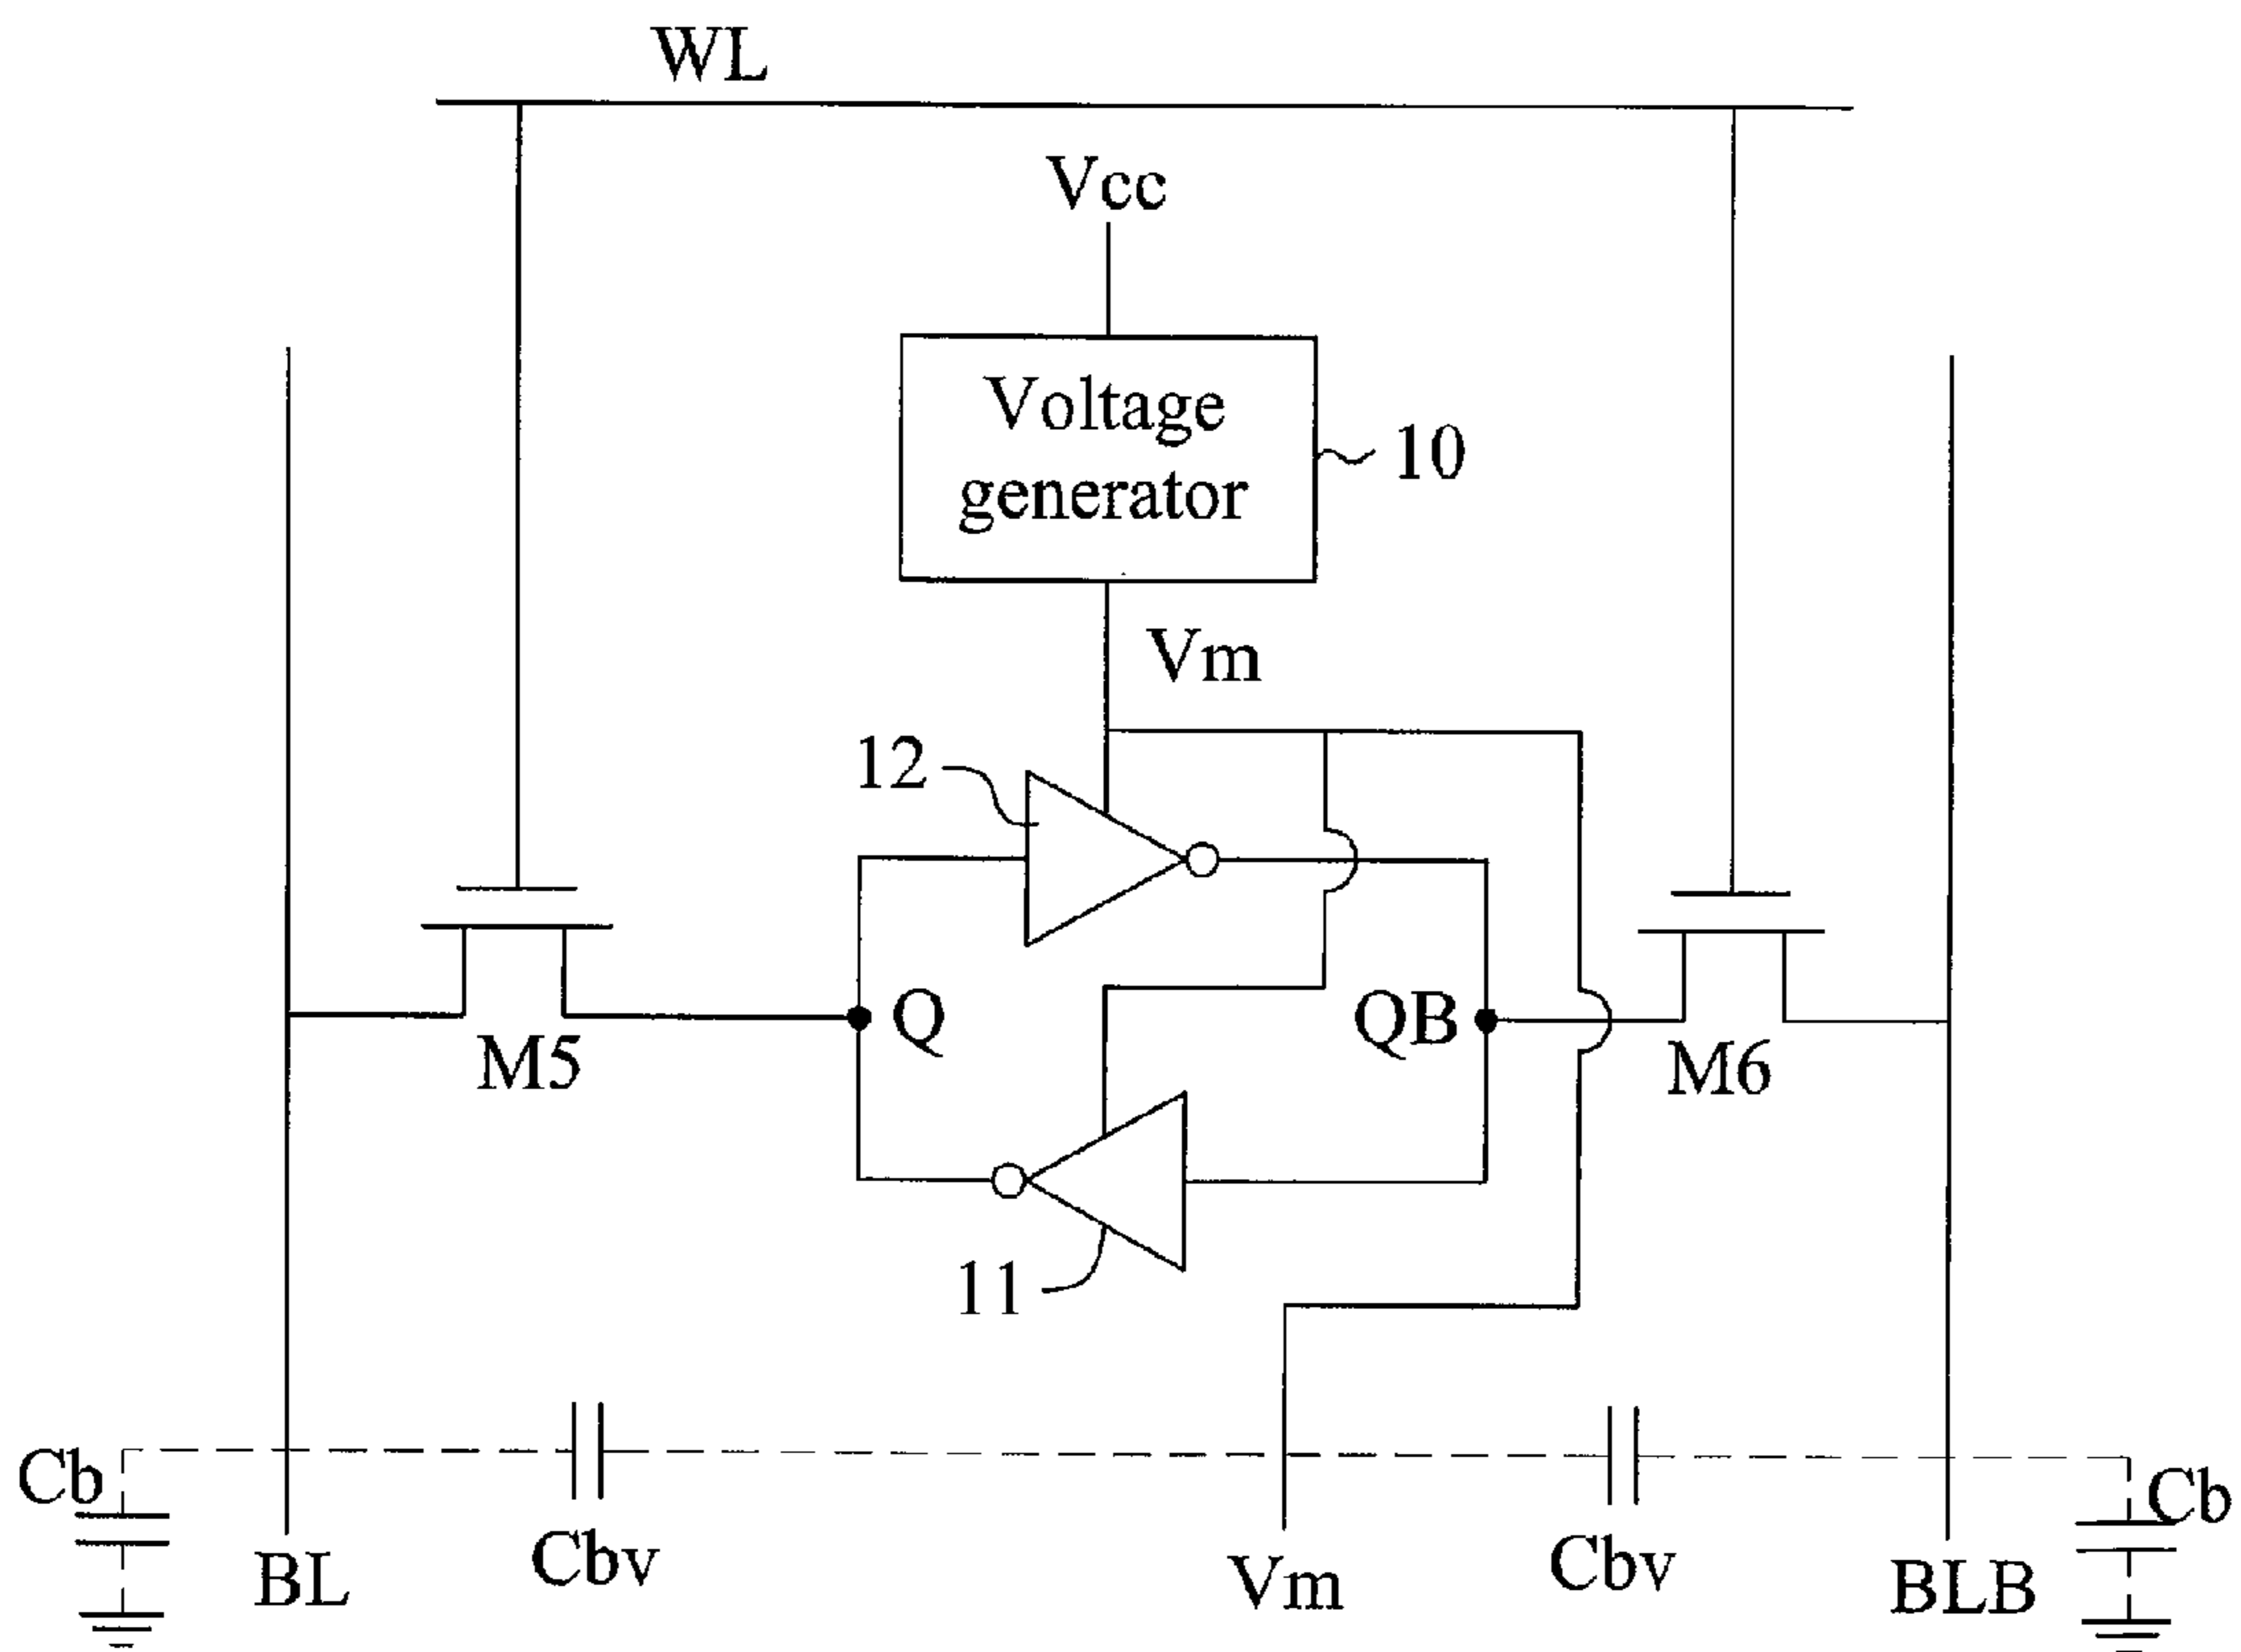 WL
Vcc
Voltage
generator
10
Vm
12
Q
QB
M5
M6
11
Cb
Cb
Cbv
Cbv
BL
Vm
BLB